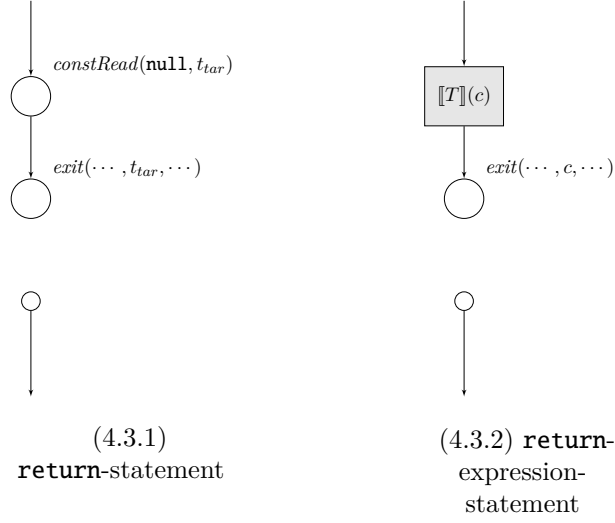 constRead(null, t_tar)
⟦T⟧(c)
exit(⋯ , t_tar, ⋯)
exit(⋯ , c, ⋯)
(4.3.1)
return-statement
(4.3.2) return-
expression-
statement